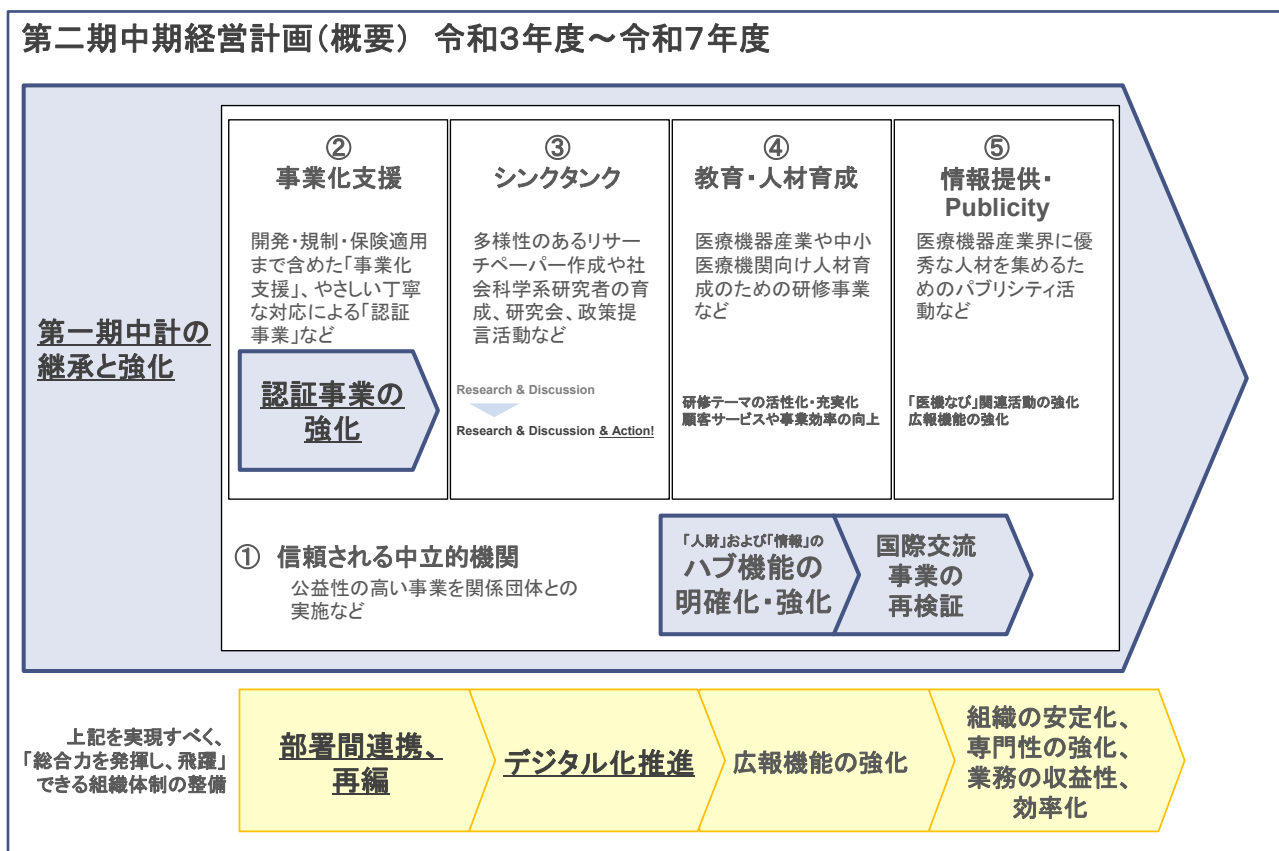 第二期中期経営計画（概要） 令和３年度～令和７年度
第一期中計の
継承と強化
②
事業化支援
開発・規制・保険適用
まで含めた「事業化
支援」、やさしい丁寧
な対応による「認証
事業」など
認証事業の
強化
③
シンクタンク
多様性のあるリサー
チペーパー作成や社
会科学系研究者の育
成、研究会、政策提
言活動など
Research & Discussion
Research & Discussion & Action!
④
教育・人材育成
医療機器産業や中小
医療機関向け人材育
成のための研修事業
など
研修テーマの活性化・充実化
顧客サービスや事業効率の向上
⑤
情報提供・
Publicity
医療機器産業界に優
秀な人材を集めるた
めのパブリシティ活
動など
「医機なび」関連活動の強化
広報機能の強化
① 信頼される中立的機関
公益性の高い事業を関係団体との
実施など
「人財」および「情報」の
ハブ機能の
明確化・強化
国際交流
事業の
再検証
上記を実現すべく、
「総合力を発揮し、飛躍」
できる組織体制の整備
部署間連携、
再編
デジタル化推進
広報機能の強化
組織の安定化、
専門性の強化、
業務の収益性、
効率化